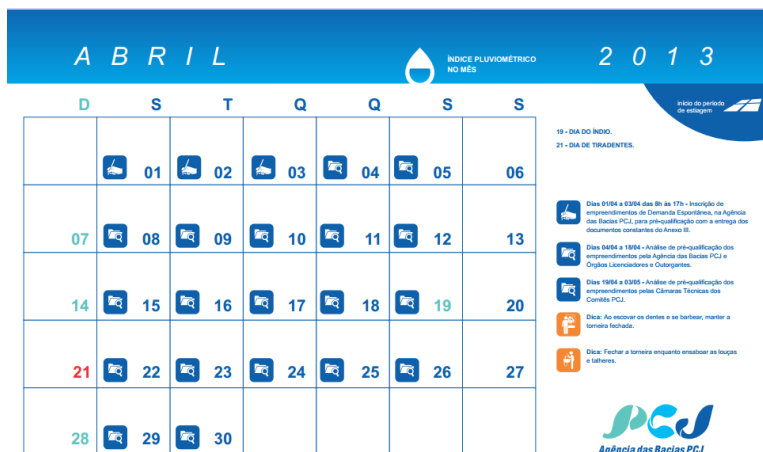 ABRIL
ÍNDICE PLUVIOMÉTRICO
NO MÊS
2013
início do período
de estiagem
D S T Q Q S S
01 02 03 04 05 06
07 08 09 10 11 12 13
14 15 16 17 18 19 20
21 22 23 24 25 26 27
28 29 30
19 - DIA DO ÍNDIO.
21 - DIA DE TIRADENTES.
Dias 01/04 a 03/04 das 8h às 17h - Inscrição de
empreendimentos de Demanda Espontânea, na Agência
das Bacias PCJ, para pré-qualificação com a entrega dos
documentos constantes do Anexo III.
Dias 04/04 a 18/04 - Análise de pré-qualificação dos
empreendimentos pela Agência das Bacias PCJ e
Órgãos Licenciadores e Outorgantes.
Dias 19/04 a 03/05 - Análise de pré-qualificação dos
empreendimentos pelas Câmaras Técnicas dos
Comitês PCJ.
Dica: Ao escovar os dentes e se barbear, manter a
torneira fechada.
Dica: Fechar a torneira enquanto ensaboar as louças
e talheres.
PCJ
Agência das Bacias PCJ